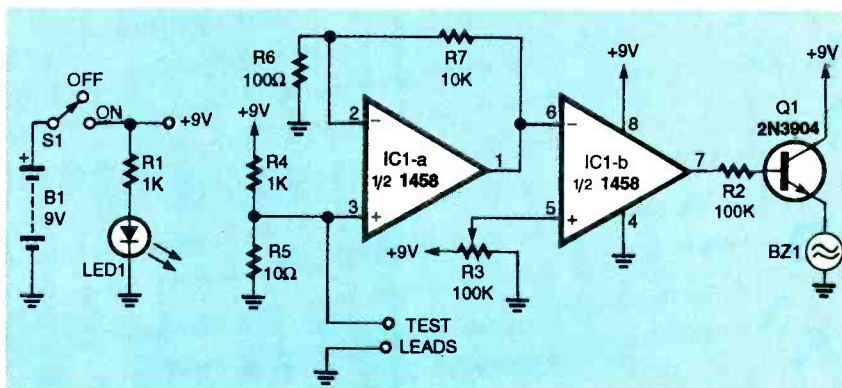 OFF
ON
+9V
S1
+
B1
9V
R1
1K
LED1
R6
100Ω
R7
10K
+9V
R4
1K
R5
10Ω
2
−
3
+
IC1-a
1/2 1458
1
TEST
LEADS
6
−
5
+
IC1-b
1/2 1458
+9V
8
4
7
+9V
R3
100K
R2
100K
+9V
Q1
2N3904
BZ1